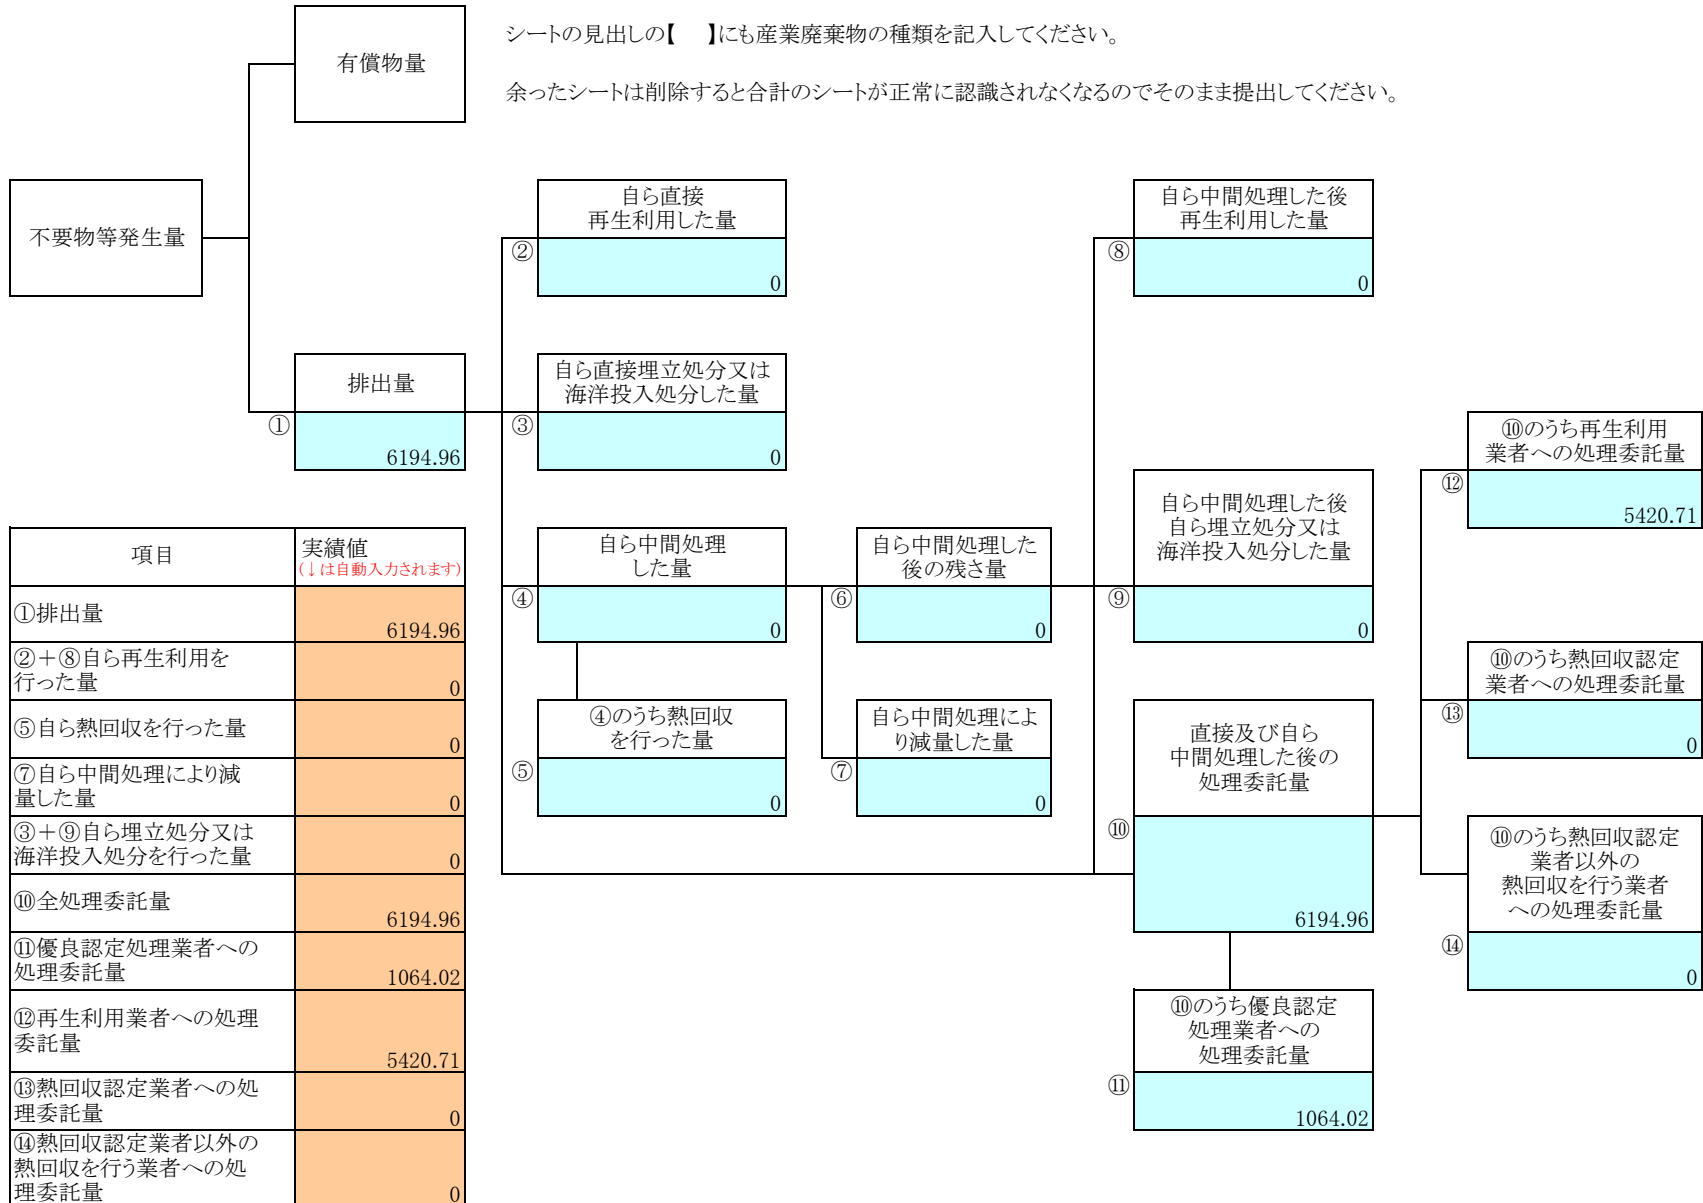 シートの見出しの【　】にも産業廃棄物の種類を記入してください。
余ったシートは削除すると合計のシートが正常に認識されなくなるのでそのまま提出してください。
有償物量
不要物等発生量
排出量
①
6194.96
自ら直接
再生利用した量
②
0
自ら直接埋立処分又は
海洋投入処分した量
③
0
自ら中間処理
した量
④
0
④のうち熱回収
を行った量
⑤
0
自ら中間処理した
後の残さ量
⑥
0
自ら中間処理によ
り減量した量
⑦
0
自ら中間処理した後
再生利用した量
⑧
0
自ら中間処理した後
自ら埋立処分又は
海洋投入処分した量
⑨
0
直接及び自ら
中間処理した後の
処理委託量
⑩
6194.96
⑩のうち優良認定
処理業者への
処理委託量
⑪
1064.02
⑩のうち再生利用
業者への処理委託量
⑫
5420.71
⑩のうち熱回収認定
業者への処理委託量
⑬
0
⑩のうち熱回収認定
業者以外の
熱回収を行う業者
への処理委託量
⑭
0
項目
実績値
(↓は自動入力されます)
①排出量
6194.96
②＋⑧自ら再生利用を
行った量
0
⑤自ら熱回収を行った量
0
⑦自ら中間処理により減
量した量
0
③＋⑨自ら埋立処分又は
海洋投入処分を行った量
0
⑩全処理委託量
6194.96
⑪優良認定処理業者への
処理委託量
1064.02
⑫再生利用業者への処理
委託量
5420.71
⑬熱回収認定業者への処
理委託量
0
⑭熱回収認定業者以外の
熱回収を行う業者への処
理委託量
0